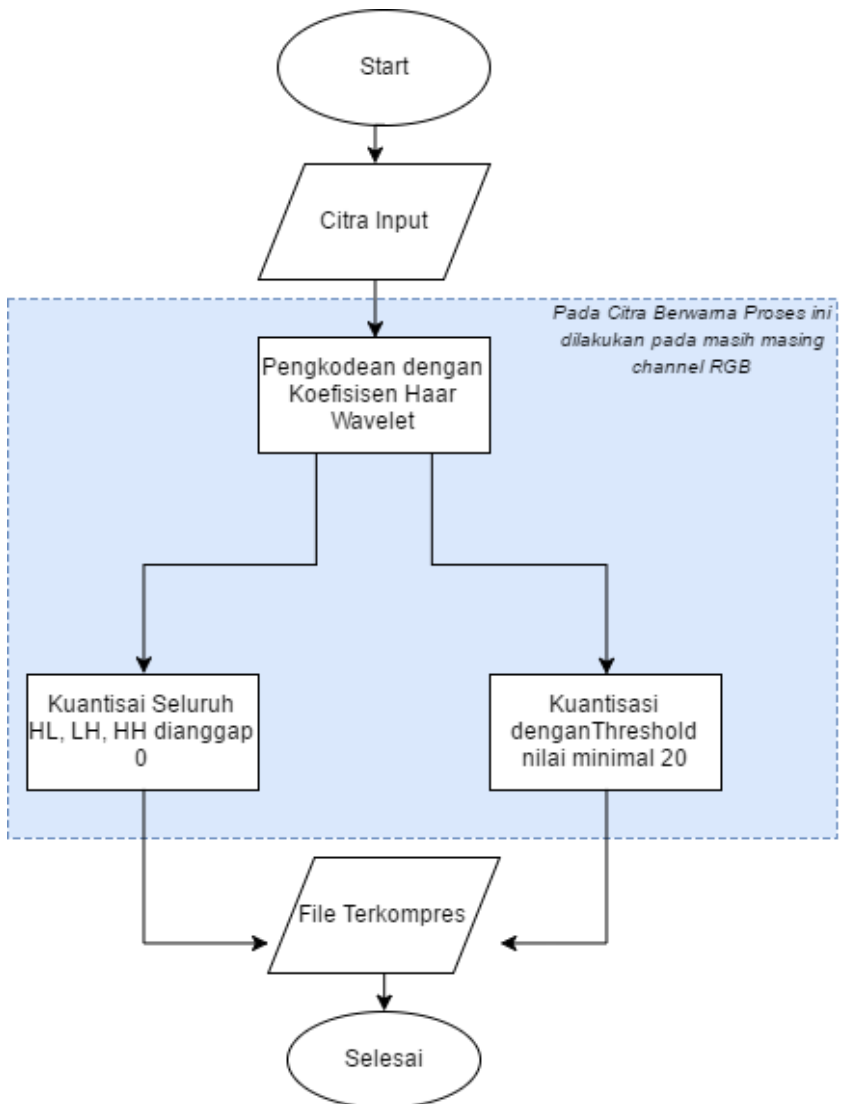 Start
Citra Input
Pada Citra Berwarna Proses ini
dilakukan pada masih masing
channel RGB
Pengkodean dengan
Koefisisen Haar
Wavelet
Kuantisai Seluruh
HL, LH, HH dianggap
0
Kuantisasi
denganThreshold
nilai minimal 20
File Terkompres
Selesai